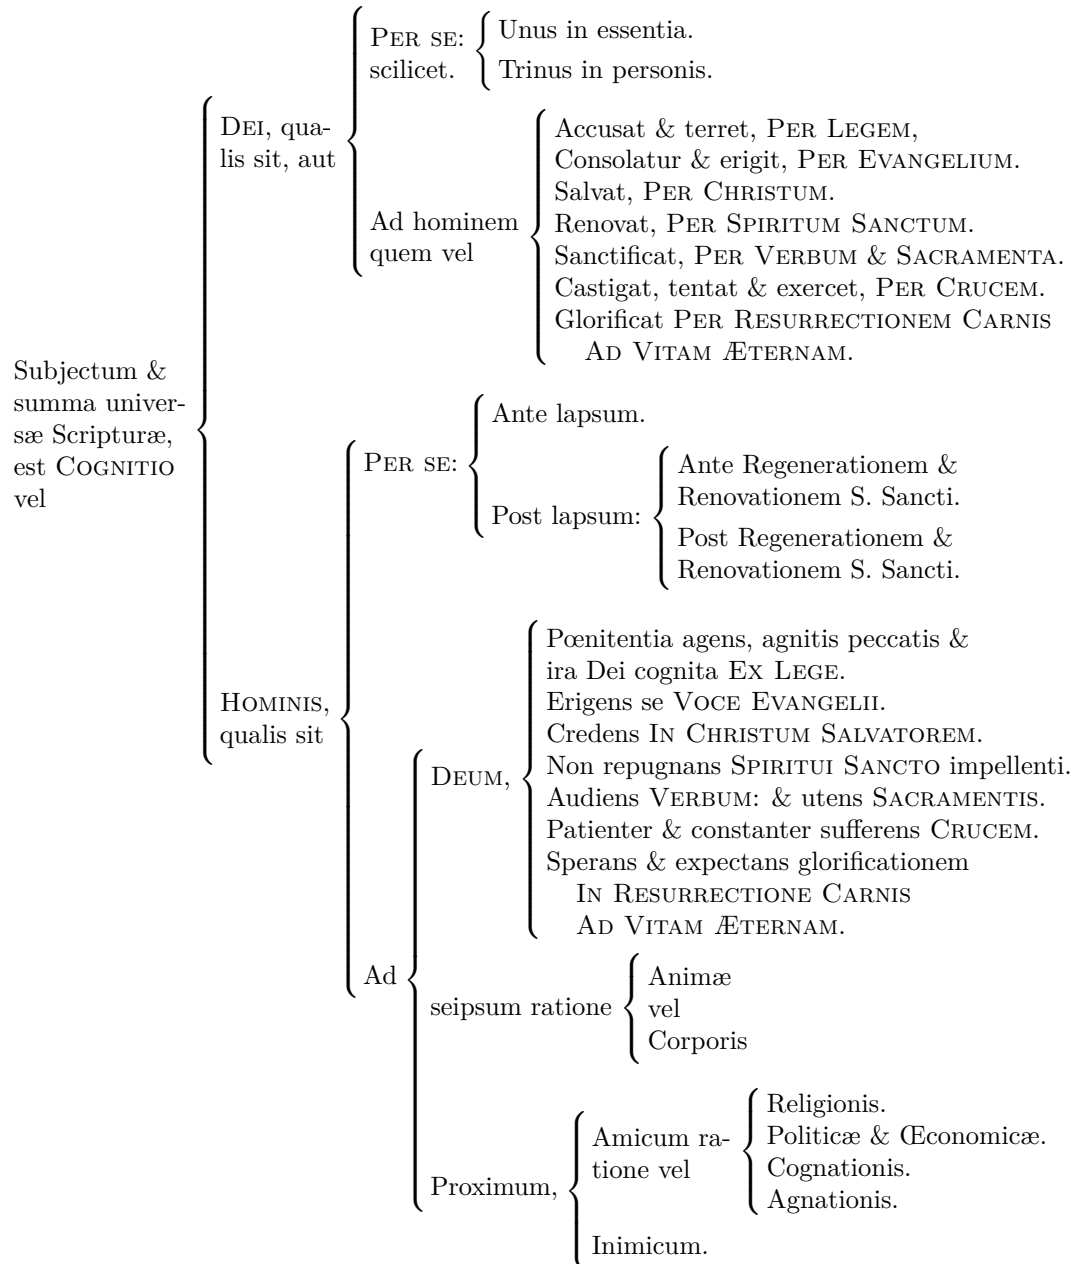 Subjectum &
summa univer-
sæ Scripturæ,
est COGNITIO
vel
DEI, qua-
lis sit, aut
PER SE:
scilicet.
Unus in essentia.
Trinus in personis.
Ad hominem
quem vel
Accusat & terret, PER LEGEM,
Consolatur & erigit, PER EVANGELIUM.
Salvat, PER CHRISTUM.
Renovat, PER SPIRITUM SANCTUM.
Sanctificat, PER VERBUM & SACRAMENTA.
Castigat, tentat & exercet, PER CRUCEM.
Glorificat PER RESURRECTIONEM CARNIS
AD VITAM ÆTERNAM.
HOMINIS,
qualis sit
PER SE:
Ante lapsum.
Post lapsum:
Ante Regenerationem &
Renovationem S. Sancti.
Post Regenerationem &
Renovationem S. Sancti.
Ad
DEUM,
Pœnitentia agens, agnitis peccatis &
ira Dei cognita EX LEGE.
Erigens se VOCE EVANGELII.
Credens IN CHRISTUM SALVATOREM.
Non repugnans SPIRITUI SANCTO impellenti.
Audiens VERBUM: & utens SACRAMENTIS.
Patienter & constanter sufferens CRUCEM.
Sperans & expectans glorificationem
IN RESURRECTIONE CARNIS
AD VITAM ÆTERNAM.
seipsum ratione
Animæ
vel
Corporis
Proximum,
Amicum ra-
tione vel
Religionis.
Politicæ & Œconomicæ.
Cognationis.
Agnationis.
Inimicum.